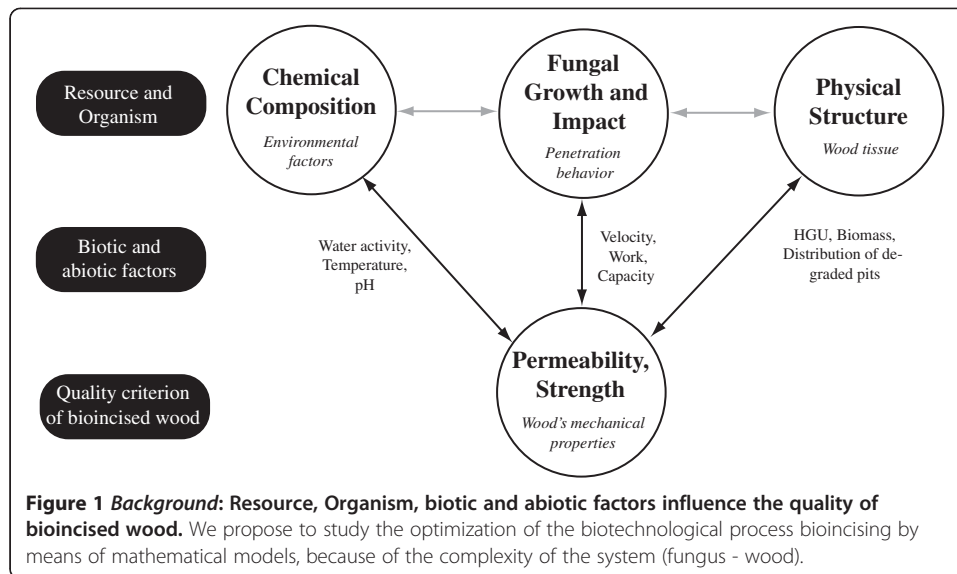 Resource and
Organism
Chemical
Composition
Environmental
factors
Fungal
Growth and
Impact
Penetration
behavior
Physical
Structure
Wood tissue
Biotic and
abiotic factors
Water activity,
Temperature,
pH
Velocity,
Work,
Capacity
HGU, Biomass,
Distribution of de-
graded pits
Quality criterion
of bioincised wood
Permeability,
Strength
Wood's mechanical
properties
Figure 1 Background: Resource, Organism, biotic and abiotic factors influence the quality of
bioincised wood. We propose to study the optimization of the biotechnological process bioincising by
means of mathematical models, because of the complexity of the system (fungus - wood).